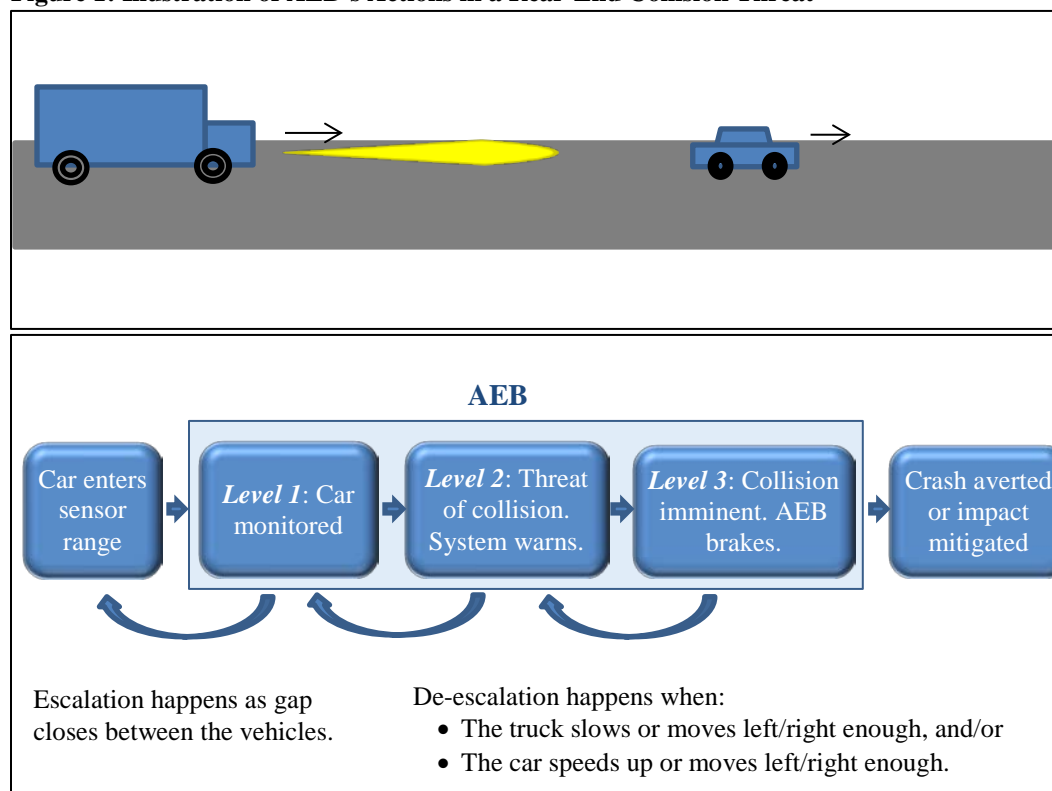 AEB
Car enters
sensor
range
Level 1: Car
monitored
Level 2: Threat
of collision.
System warns.
Level 3: Collision
imminent. AEB
brakes.
Crash averted
or impact
mitigated
Escalation happens as gap
closes between the vehicles.
De-escalation happens when:
• The truck slows or moves left/right enough, and/or
• The car speeds up or moves left/right enough.